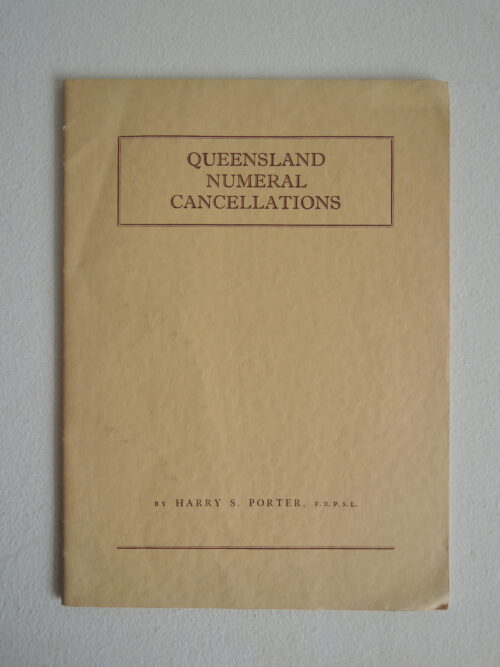 QUEENSLAND
NUMERAL
CANCELLATIONS
BY HARRY S. PORTER, F.R.P.S.L.